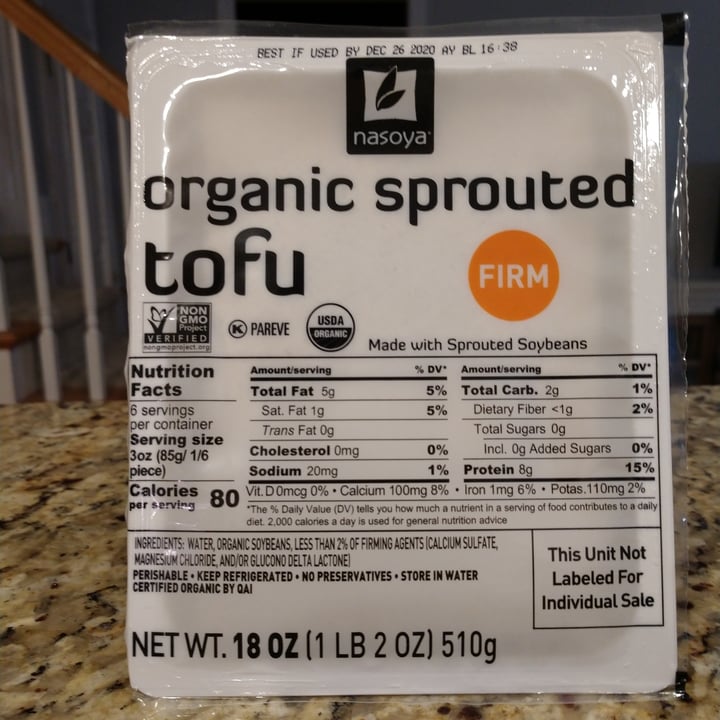 BEST IF USED BY DEC 26 2020 AY BL 16:38
nasoya
organic sprouted
tofu
FIRM
NON
GMO
Project
VERIFIED
nongmoproject.org
K PAREVE
USDA
ORGANIC
Made with Sprouted Soybeans
Nutrition
Facts
6 servings
per container
Serving size
3oz (85g/ 1/6
piece)
Calories
per serving
80
Amount/serving % DV*
Total Fat 5g 5%
Sat. Fat 1g 5%
Trans Fat 0g
Cholesterol 0mg 0%
Sodium 20mg 1%
Amount/serving % DV*
Total Carb. 2g 1%
Dietary Fiber <1g 2%
Total Sugars 0g
Incl. 0g Added Sugars 0%
Protein 8g 15%
Vit. D 0mcg 0% • Calcium 100mg 8% • Iron 1mg 6% • Potas. 110mg 2%
*The % Daily Value (DV) tells you how much a nutrient in a serving of food contributes to a daily
diet. 2,000 calories a day is used for general nutrition advice
INGREDIENTS: WATER, ORGANIC SOYBEANS, LESS THAN 2% OF FIRMING AGENTS (CALCIUM SULFATE,
MAGNESIUM CHLORIDE, AND/OR GLUCONO DELTA LACTONE)
PERISHABLE • KEEP REFRIGERATED • NO PRESERVATIVES • STORE IN WATER
CERTIFIED ORGANIC BY QAI
This Unit Not
Labeled For
Individual Sale
NET WT. 18 OZ (1 LB 2 OZ) 510g